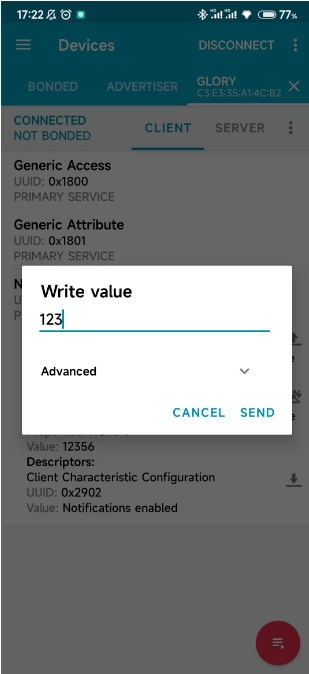 17:22
77%
Devices
DISCONNECT
BONDED
ADVERTISER
GLORY
C3:E3:35:A1:4C:B2
CONNECTED
NOT BONDED
CLIENT
SERVER
Generic Access
UUID: 0x1800
PRIMARY SERVICE
Generic Attribute
UUID: 0x1801
PRIMARY SERVICE
Write value
123
Advanced
CANCEL
SEND
Value: 12356
Descriptors:
Client Characteristic Configuration
UUID: 0x2902
Value: Notifications enabled